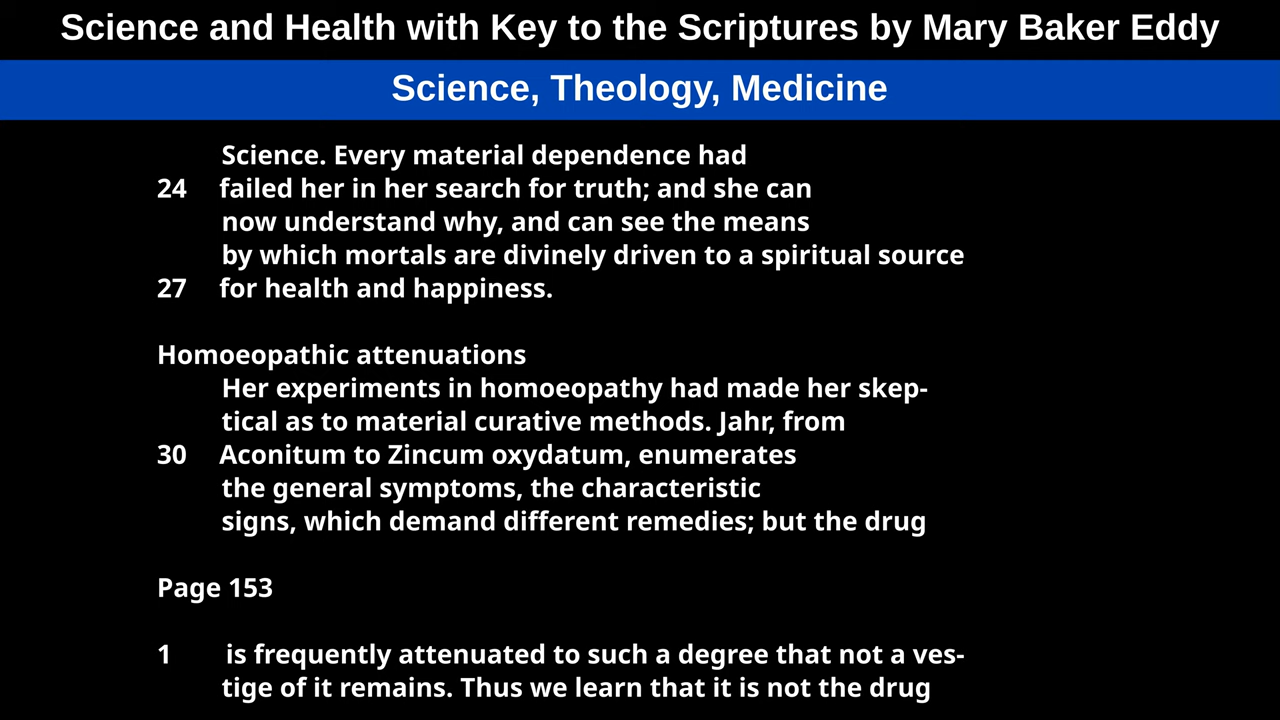 Science and Health with Key to the Scriptures by Mary Baker Eddy
Science, Theology, Medicine
Science. Every material dependence had
24 failed her in her search for truth; and she can
now understand why, and can see the means
by which mortals are divinely driven to a spiritual source
27 for health and happiness.
Homoeopathic attenuations
Her experiments in homoeopathy had made her skep-
tical as to material curative methods. Jahr, from
30 Aconitum to Zincum oxydatum, enumerates
the general symptoms, the characteristic
signs, which demand different remedies; but the drug
Page 153
1 is frequently attenuated to such a degree that not a ves-
tige of it remains. Thus we learn that it is not the drug